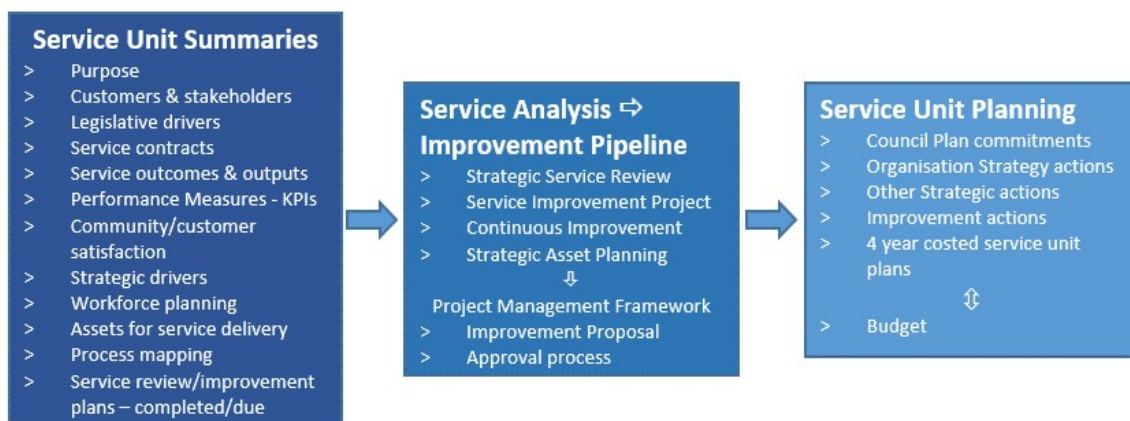 Service Unit Summaries
> Purpose
> Customers & stakeholders
> Legislative drivers
> Service contracts
> Service outcomes & outputs
> Performance Measures - KPIs
> Community/customer
satisfaction
> Strategic drivers
> Workforce planning
> Assets for service delivery
> Process mapping
> Service review/improvement
plans – completed/due
Service Analysis ⇨
Improvement Pipeline
> Strategic Service Review
> Service Improvement Project
> Continuous Improvement
> Strategic Asset Planning
⇩
Project Management Framework
> Improvement Proposal
> Approval process
Service Unit Planning
> Council Plan commitments
> Organisation Strategy actions
> Other Strategic actions
> Improvement actions
> 4 year costed service unit
plans
⇳
> Budget